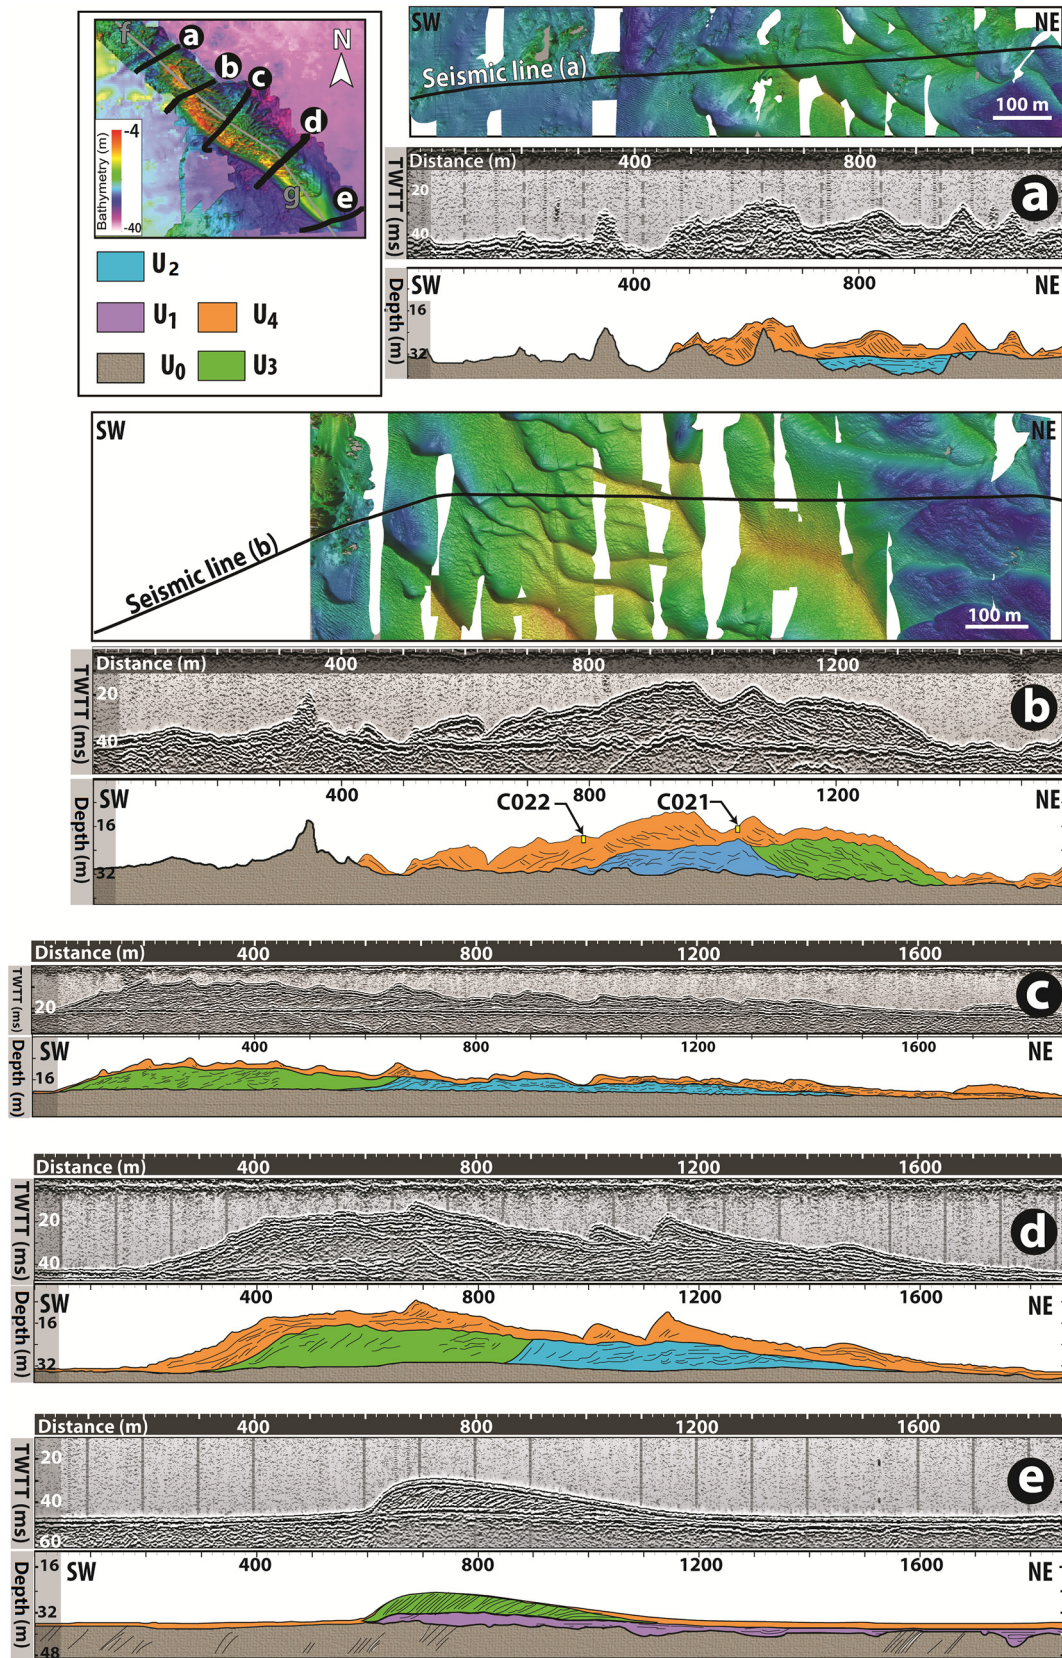 f
a
b
c
d
e
g
N
Bathymetry (m)
-4
-40
U2
U1
U4
U0
U3
SW
NE
Seismic line (a)
100 m
Distance (m)
400
800
TWTT (ms)
20
40
a
SW
400
800
NE
Depth (m)
16
32
SW
NE
Seismic line (b)
100 m
Distance (m)
400
800
1200
TWTT (ms)
20
40
b
SW
400
800
1200
NE
Depth (m)
16
32
C022
C021
Distance (m)
400
800
1200
1600
TWTT (ms)
20
c
SW
400
800
1200
1600
NE
Depth (m)
16
Distance (m)
400
800
1200
1600
TWTT (ms)
20
40
d
SW
400
800
1200
1600
NE
Depth (m)
16
32
Distance (m)
400
800
1200
1600
TWTT (ms)
20
40
60
e
SW
400
800
1200
1600
NE
Depth (m)
16
32
48